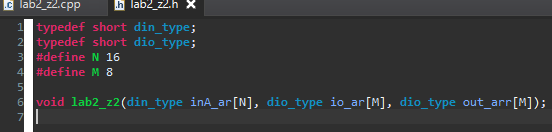 lab2_z2.cpp lab2_z2.h
1 typedef short din_type;
2 typedef short dio_type;
3 #define N 16
4 #define M 8
5
6 void lab2_z2(din_type inA_ar[N], dio_type io_ar[M], dio_type out_arr[M]);
7